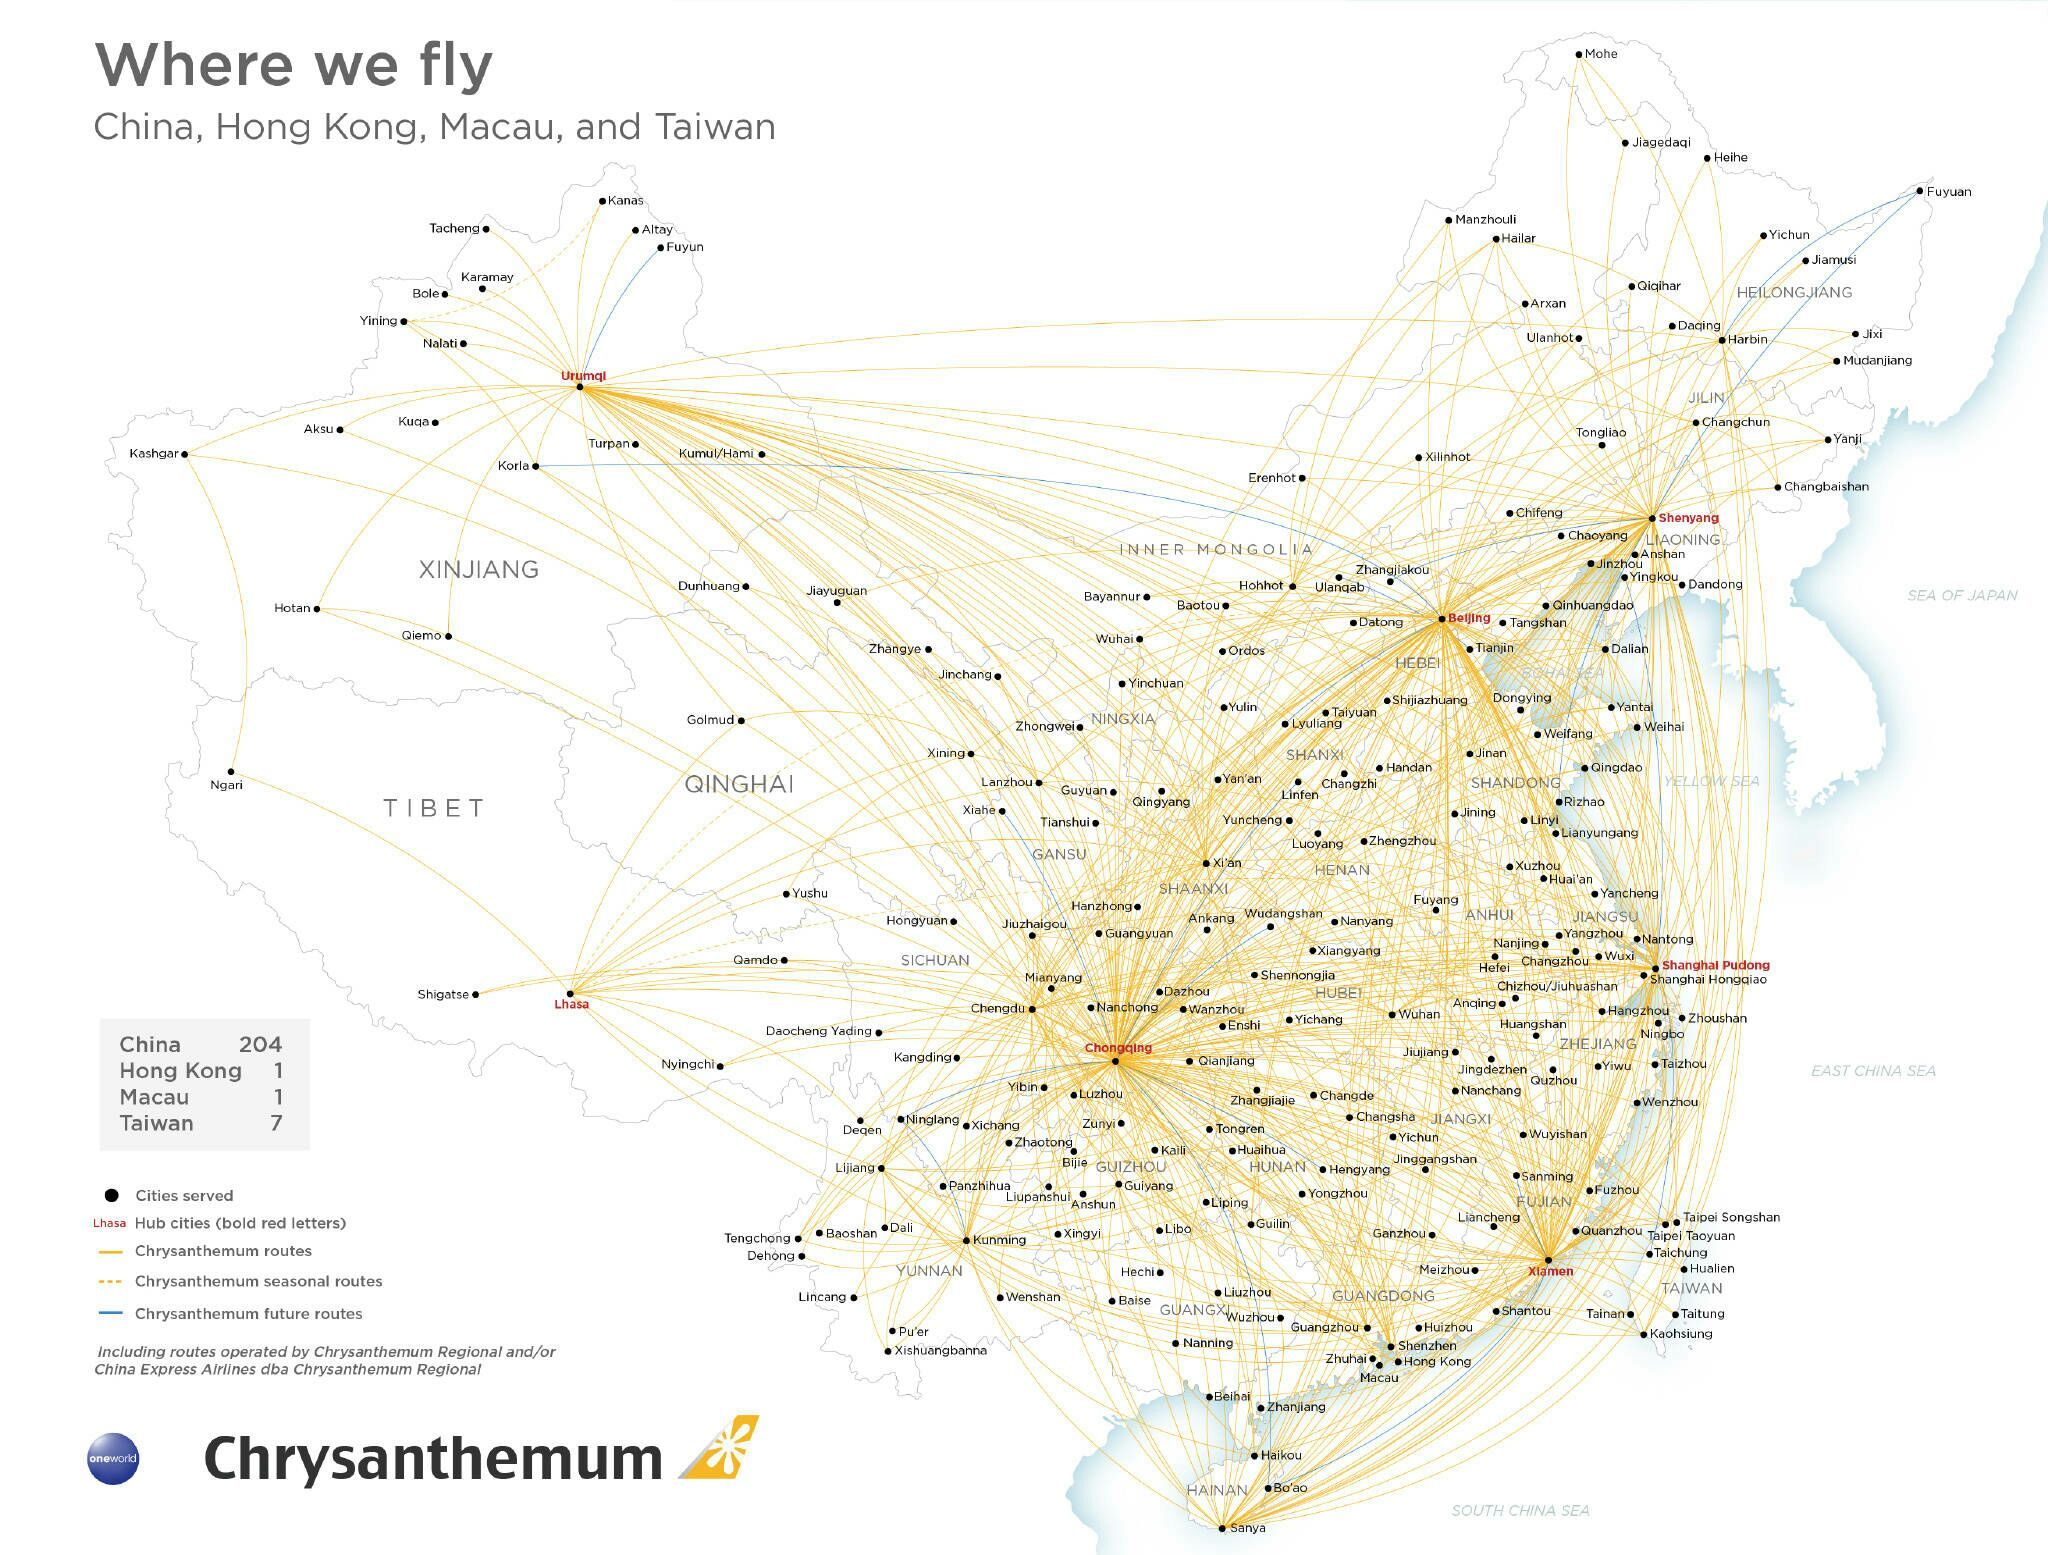 Where we fly
China, Hong Kong, Macau, and Taiwan
Mohe
Jiagedaqi
Heihe
Fuyuan
Kanas
Tacheng
Altay
Fuyun
Manzhouli
Hailar
Yichun
Jiamusi
Karamay
Bole
Qiqihar
HEILONGJIANG
Arxan
Yining
Nalati
Daqing
Ulanhot
Harbin
Jixi
Mudanjiang
Urumqi
JILIN
Kuqa
Aksu
Changchun
Tongliao
Yanji
Turpan
Kashgar
Kumul/Hami
Korla
Xilinhot
Erenhot
Changbaishan
Chifeng
Shenyang
Chaoyang
LIAONING
INNER MONGOLIA
Anshan
XINJIANG
Jinzhou
Zhangjiakou
Yingkou
Dandong
Dunhuang
Jiayuguan
Hohhot
Ulanqab
Bayannur
SEA OF JAPAN
Baotou
Qinhuangdao
Hotan
Beijing
Datong
Tangshan
Qiemo
Wuhai
Zhangye
Ordos
Tianjin
Dalian
HEBEI
BOHAI SEA
Jinchang
Yinchuan
Dongying
Shijiazhuang
Yulin
Taiyuan
Yantai
Golmud
NINGXIA
Lyuliang
Zhongwei
Weihai
Weifang
Xining
SHANXI
Jinan
Handan
Qingdao
Ngari
QINGHAI
Lanzhou
Yan'an
Changzhi
SHANDONG
YELLOW SEA
Guyuan
Qingyang
Linfen
TIBET
Rizhao
Xiahe
Jining
Tianshui
Yuncheng
Linyi
Lianyungang
Luoyang
Zhengzhou
GANSU
Xi'an
Xuzhou
HENAN
Huai'an
SHAANXI
Yushu
Yancheng
Hanzhong
Fuyang
Hongyuan
Jiuzhaigou
Ankang
Wudangshan
Nanyang
ANHUI
JIANGSU
Guangyuan
Yangzhou
Nantong
Nanjing
Qamdo
SICHUAN
Xiangyang
Changzhou
Wuxi
Hefei
Shanghai Pudong
Mianyang
Shennongjia
Shanghai Hongqiao
Shigatse
Lhasa
Dazhou
HUBEI
Chizhou/Jiuhuashan
Chengdu
Nanchong
Wanzhou
Anqing
Hangzhou
Wuhan
Zhoushan
Daocheng Yading
Enshi
Yichang
Huangshan
Ningbo
China 204
Hong Kong 1
Macau 1
Taiwan 7
Chongqing
ZHEJIANG
Kangding
Jiujiang
Nyingchi
Qianjiang
Jingdezhen
Yiwu
Taizhou
EAST CHINA SEA
Quzhou
Yibin
Luzhou
Zhangjiajie
Changde
Nanchang
Wenzhou
Deqen
Ninglang
Xichang
Zunyi
Tongren
Changsha
JIANGXI
Zhaotong
Yichun
Wuyishan
Bijie
Kaili
Huaihua
Lijiang
GUIZHOU
HUNAN
Hengyang
Jinggangshan
Sanming
Panzhihua
Liupanshui
Guiyang
Yongzhou
Fuzhou
Anshun
Liping
FUJIAN
Liancheng
Taipei Songshan
Tengchong
Baoshan
Dali
Kunming
Xingyi
Libo
Guilin
Ganzhou
Quanzhou
Taipei Taoyuan
Dehong
Taichung
YUNNAN
Hechi
Meizhou
Xiamen
Hualien
TAIWAN
Lincang
Wenshan
Baise
GUANGXI
Liuzhou
GUANGDONG
Wuzhou
Shantou
Tainan
Taitung
Pu'er
Guangzhou
Huizhou
Kaohsiung
Xishuangbanna
Nanning
Shenzhen
Zhuhai
Hong Kong
Macau
Beihai
Zhanjiang
Haikou
HAINAN
Bo'ao
SOUTH CHINA SEA
Sanya
Cities served
Lhasa Hub cities (bold red letters)
Chrysanthemum routes
Chrysanthemum seasonal routes
Chrysanthemum future routes
Including routes operated by Chrysanthemum Regional and/or
China Express Airlines dba Chrysanthemum Regional
oneworld
Chrysanthemum